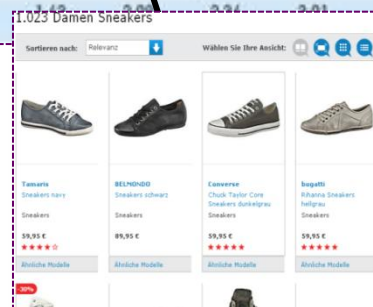 1.023 Damen Sneakers
Sortieren nach: Relevanz Wählen Sie Ihre Ansicht:
Tamaris BELMONDO Converse bugatti
Sneakers navy Sneakers schwarz Chuck Taylor Core Rihanna Sneakers
Sneakers dunkelgrau hellgrau
Sneakers Sneakers Sneakers Sneakers
59,95 € 89,95 € 59,95 € 59,95 €
Ähnliche Modelle Ähnliche Modelle Ähnliche Modelle Ähnliche Modelle
-30%